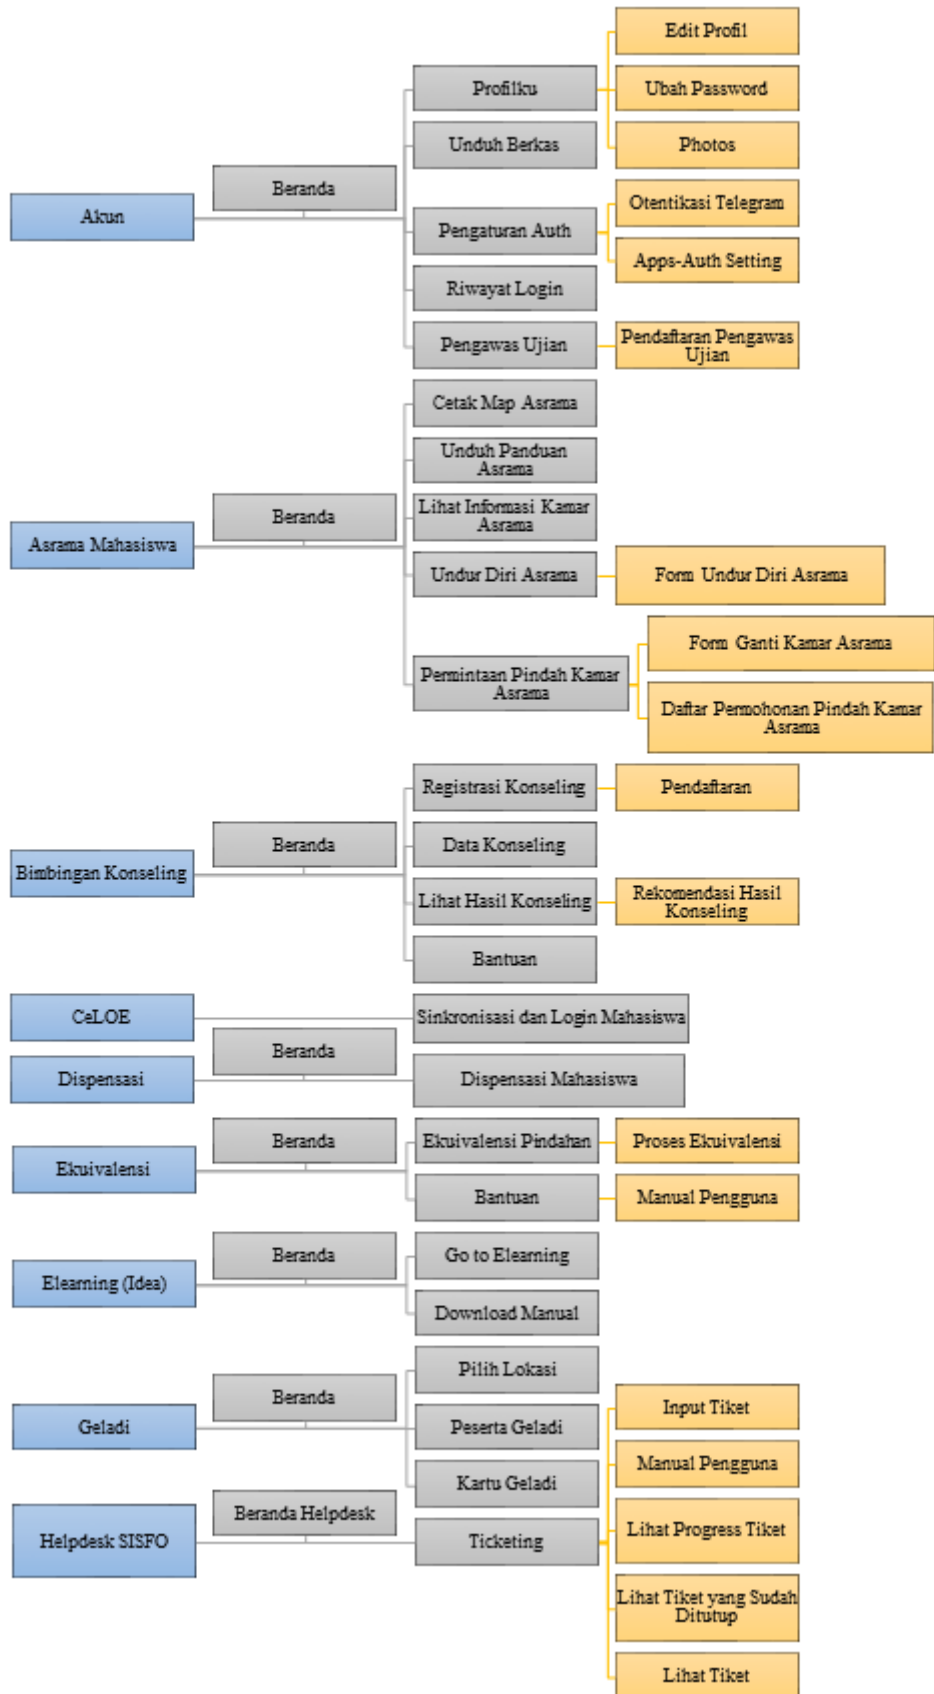 Akun
Beranda
Profilku
Edit Profil
Ubah Password
Photos
Unduh Berkas
Pengaturan Auth
Otentikasi Telegram
Apps-Auth Setting
Riwayat Login
Pengawas Ujian
Pendaftaran Pengawas
Ujian
Asrama Mahasiswa
Beranda
Cetak Map Asrama
Unduh Panduan
Asrama
Lihat Informasi Kamar
Asrama
Undur Diri Asrama
Form Undur Diri Asrama
Permintaan Pindah Kamar
Asrama
Form Ganti Kamar Asrama
Daftar Permohonan Pindah Kamar
Asrama
Bimbingan Konseling
Beranda
Registrasi Konseling
Pendaftaran
Data Konseling
Lihat Hasil Konseling
Rekomendasi Hasil
Konseling
Bantuan
CeLOE
Sinkronisasi dan Login Mahasiswa
Dispensasi
Beranda
Dispensasi Mahasiswa
Ekuivalensi
Beranda
Ekuivalensi Pindahan
Proses Ekuivalensi
Bantuan
Manual Pengguna
Elearning (Idea)
Beranda
Go to Elearning
Download Manual
Geladi
Beranda
Pilih Lokasi
Peserta Geladi
Kartu Geladi
Helpdesk SISFO
Beranda Helpdesk
Ticketing
Input Tiket
Manual Pengguna
Lihat Progress Tiket
Lihat Tiket yang Sudah
Ditutup
Lihat Tiket